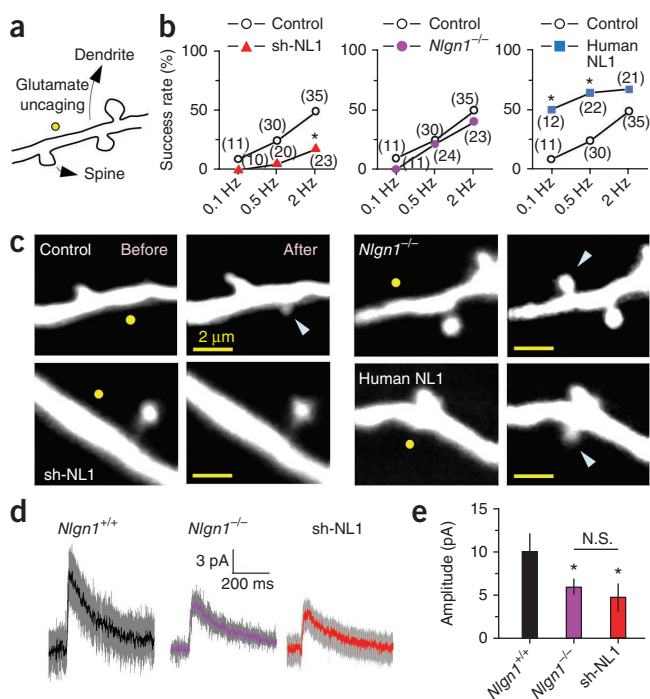 a
Dendrite
Glutamate
uncaging
Spine
b
Success rate (%)
100
50
0
Control
sh-NL1
(11)
(30)
(35)
(10)
(20)
*
(23)
0.1 Hz
0.5 Hz
2 Hz
100
50
0
Control
Nlgn1–/–
(11)
(30)
(35)
(11)
(24)
(23)
0.1 Hz
0.5 Hz
2 Hz
100
50
0
Control
Human
NL1
*
*
(21)
(12)
(22)
(35)
(11)
(30)
0.1 Hz
0.5 Hz
2 Hz
c
Control
Before
After
2 μm
Nlgn1–/–
sh-NL1
Human NL1
d
Nlgn1+/+
Nlgn1–/–
sh-NL1
3 pA
200 ms
e
Amplitude (pA)
15
10
5
0
N.S.
*
*
Nlgn1+/+
Nlgn1–/–
sh-NL1